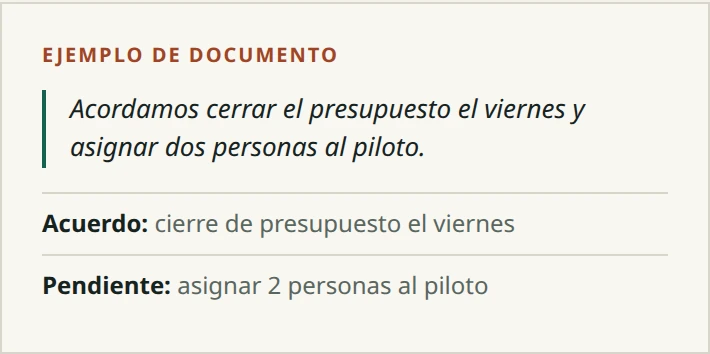 EJEMPLO DE DOCUMENTO
Acordamos cerrar el presupuesto el viernes y
asignar dos personas al piloto.
Acuerdo: cierre de presupuesto el viernes
Pendiente: asignar 2 personas al piloto